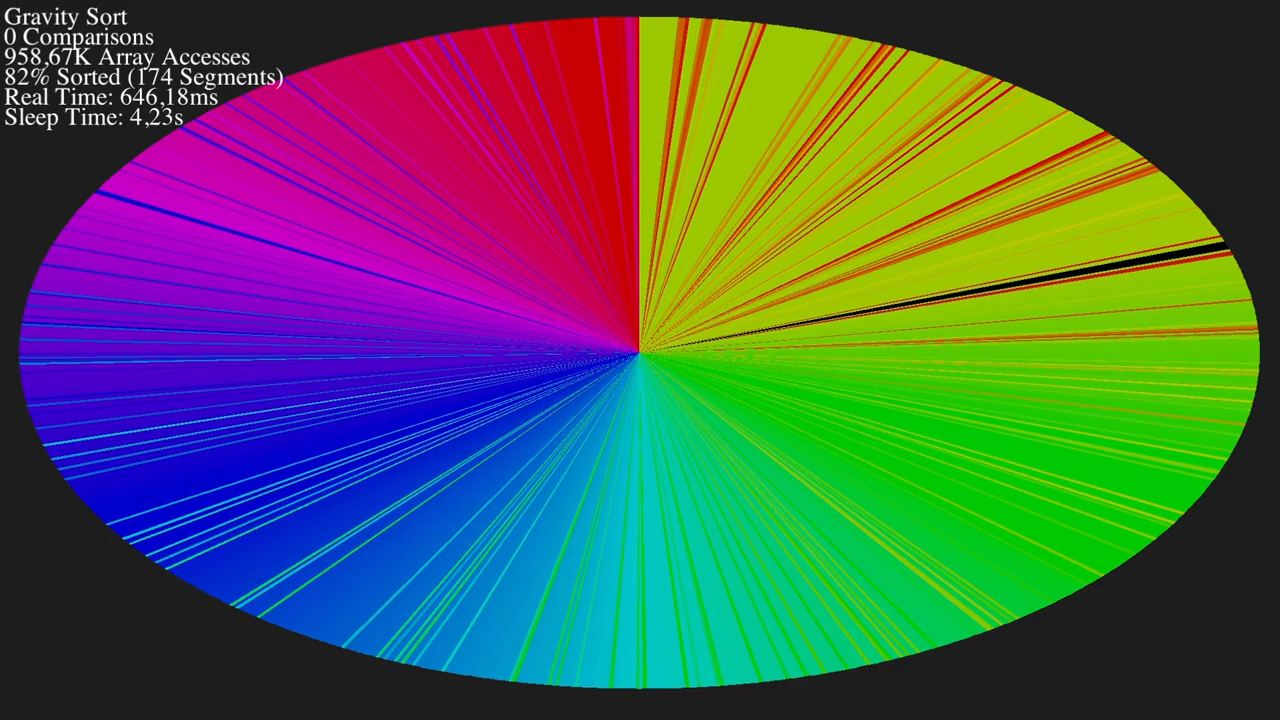 Gravity Sort
0 Comparisons
958,67K Array Accesses
82% Sorted (174 Segments)
Real Time: 646,18ms
Sleep Time: 4,23s